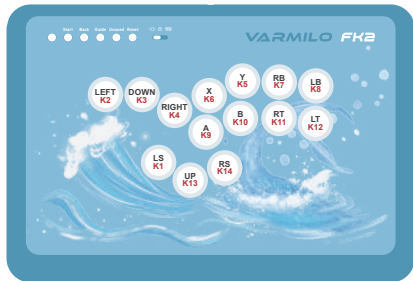 Start Back Guide Unused Reset
VARMILO FK2
Y
K5
RB
K7
LB
K8
X
K6
LEFT
K2
DOWN
K3
RIGHT
K4
B
K10
RT
K11
LT
K12
A
K9
LS
K1
RS
K14
UP
K13